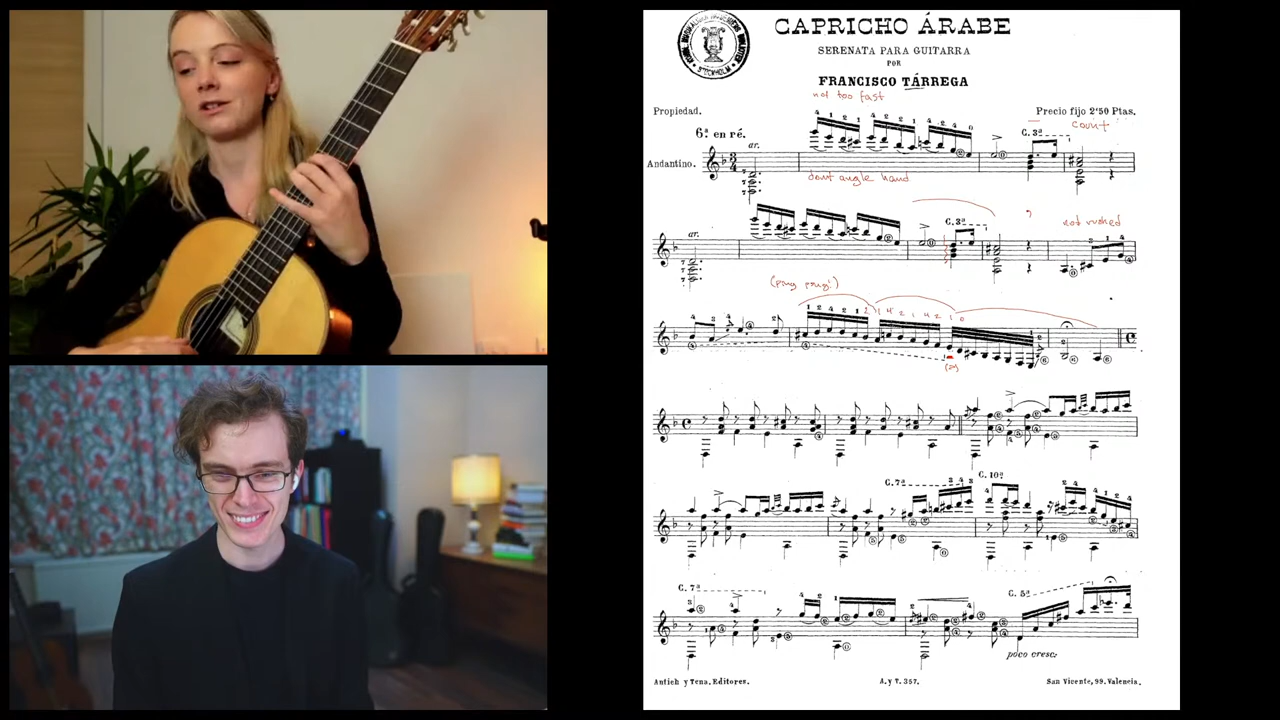 CAPRICHO ÁRABE
SERENATA PARA GUITARRA
POR
FRANCISCO TÁRREGA
not too fast
Propiedad.
Precio fijo 2'50 Ptas.
count
6ª en ré.
C. 3ª
ar.
Andantino.
dont angle hand
C. 3ª
not rushed
ar.
C. 7ª
C. 10ª
C. 7ª
C. 5ª
poco cresc:
Antich y Tena. Editores.
A. y T. 357.
San Vicente, 99. Valencia.